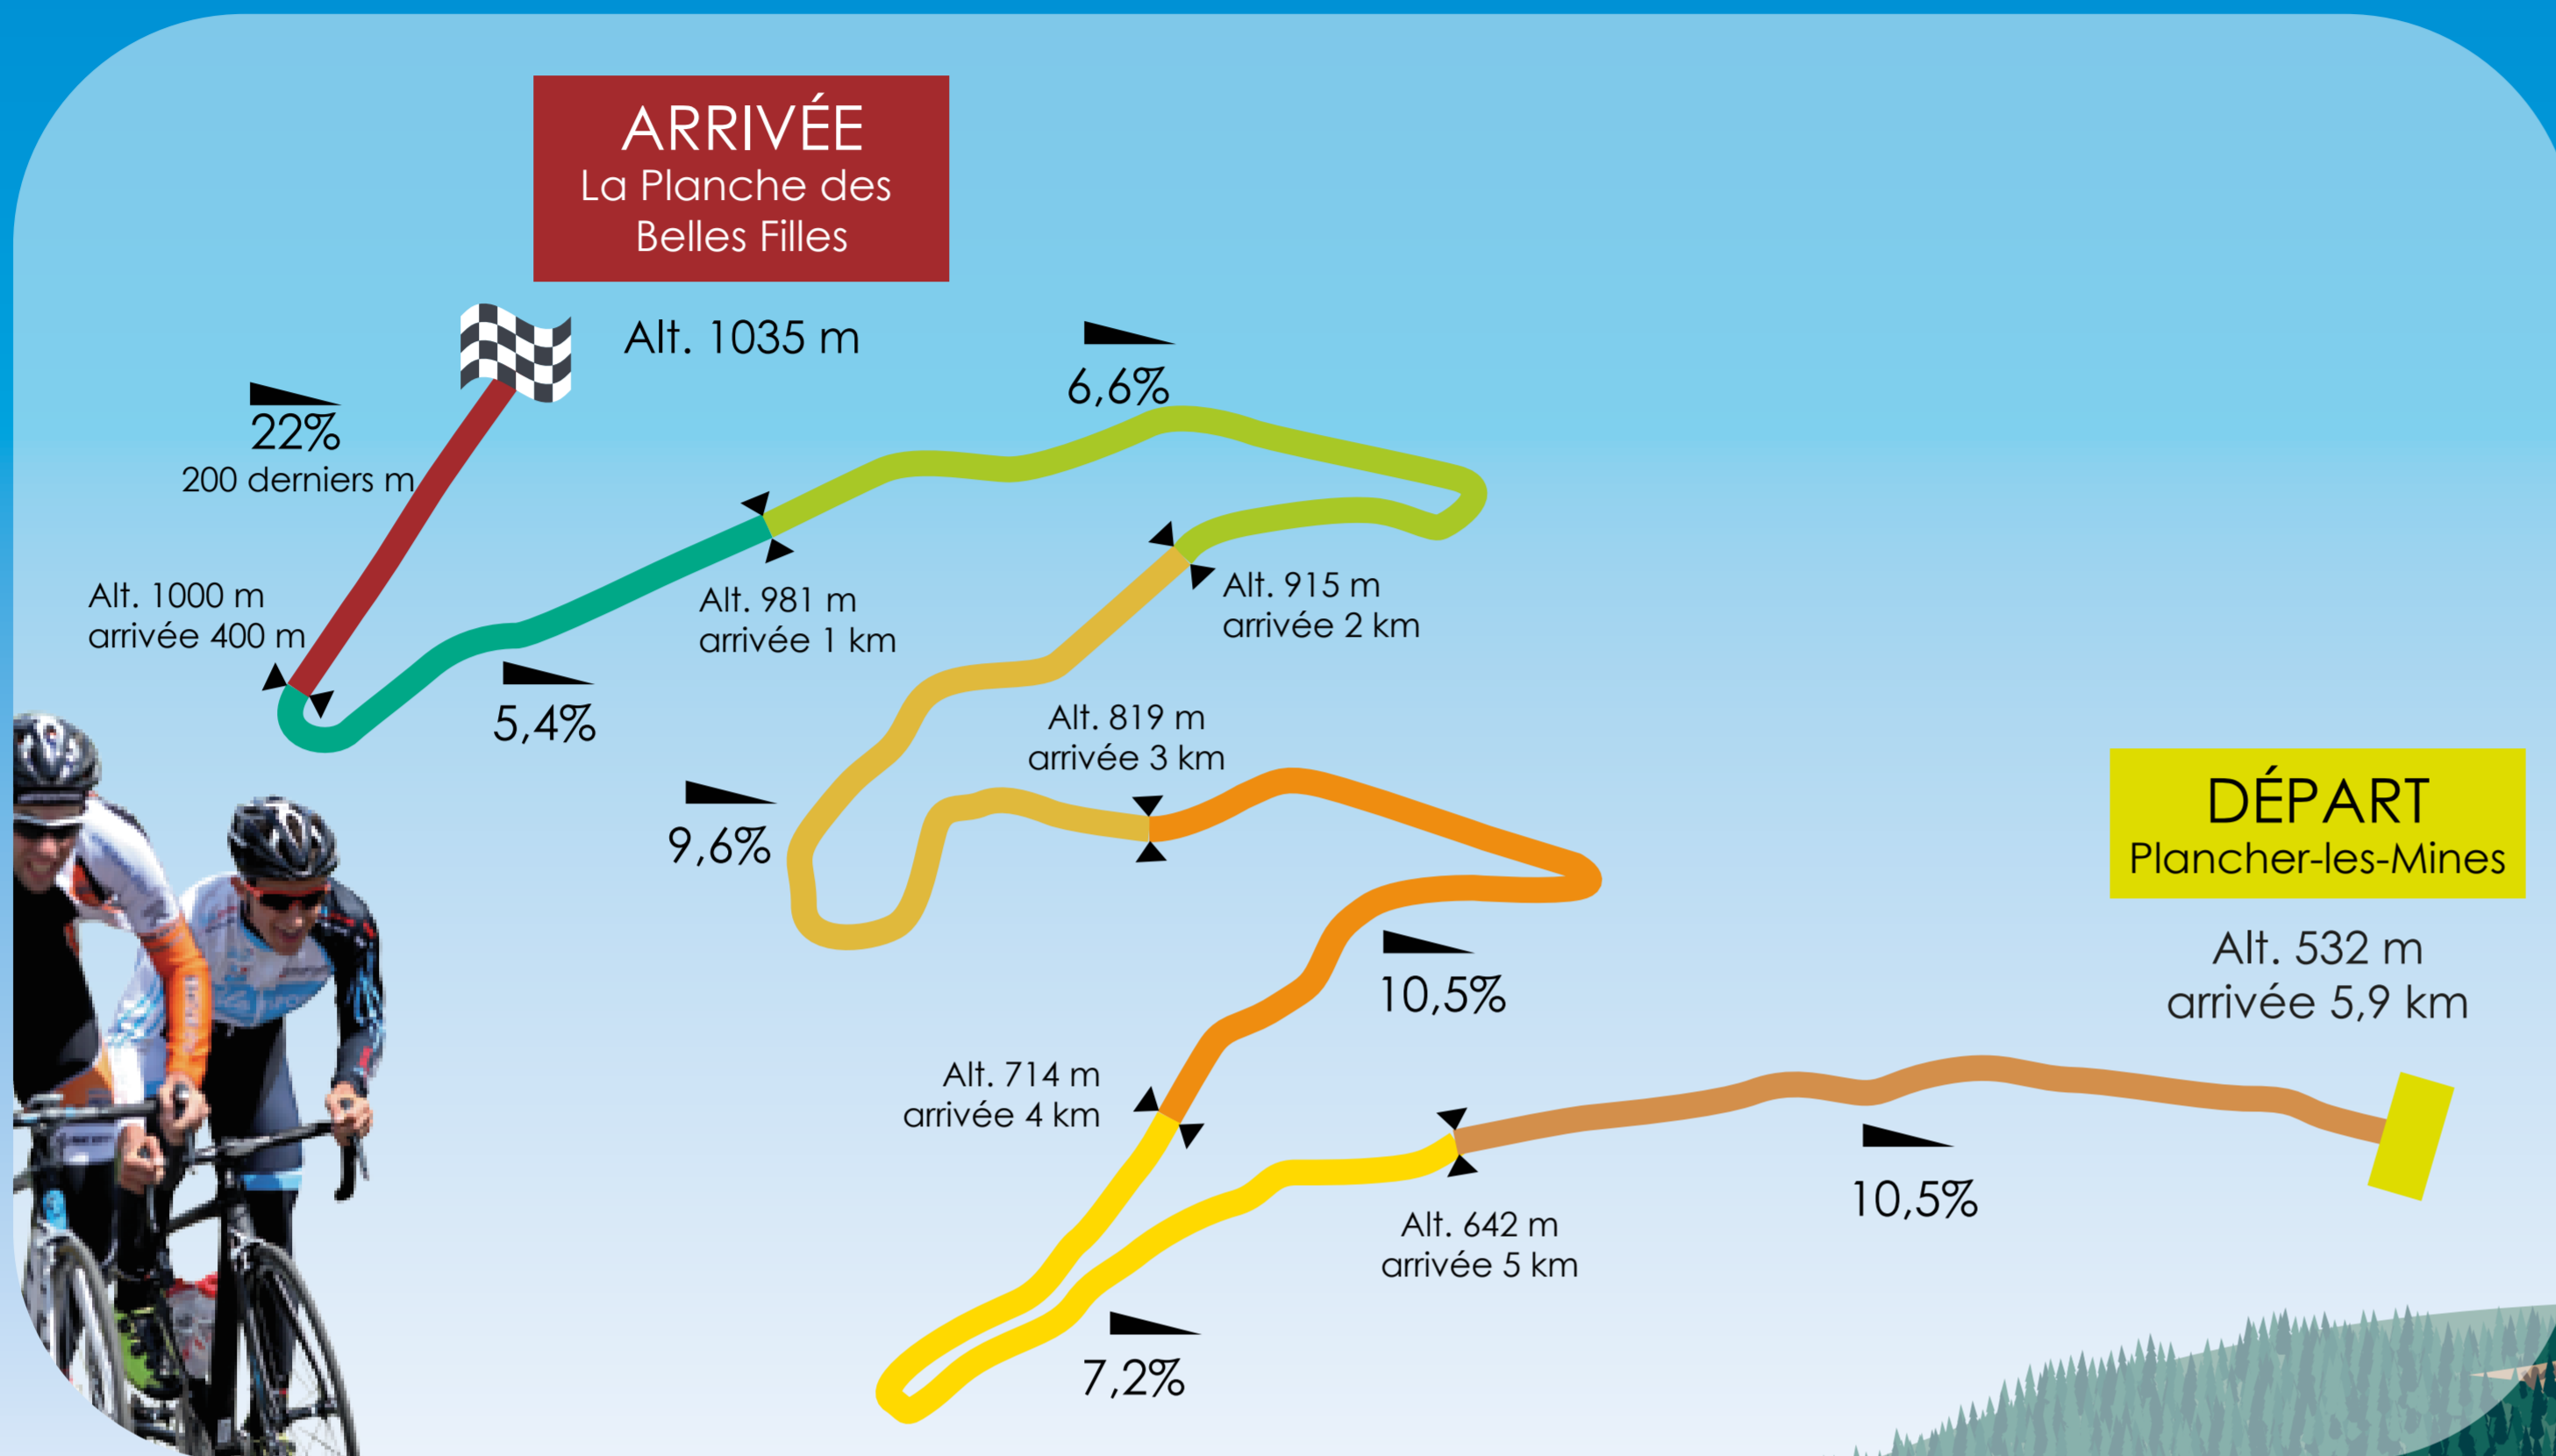 ARRIVÉE
La Planche des
Belles Filles
Alt. 1035 m
6,6%
22%
200 derniers m
Alt. 1000 m
arrivée 400 m
Alt. 981 m
arrivée 1 km
Alt. 915 m
arrivée 2 km
5,4%
Alt. 819 m
arrivée 3 km
9,6%
DÉPART
Plancher-les-Mines
Alt. 532 m
arrivée 5,9 km
10,5%
Alt. 714 m
arrivée 4 km
10,5%
Alt. 642 m
arrivée 5 km
7,2%